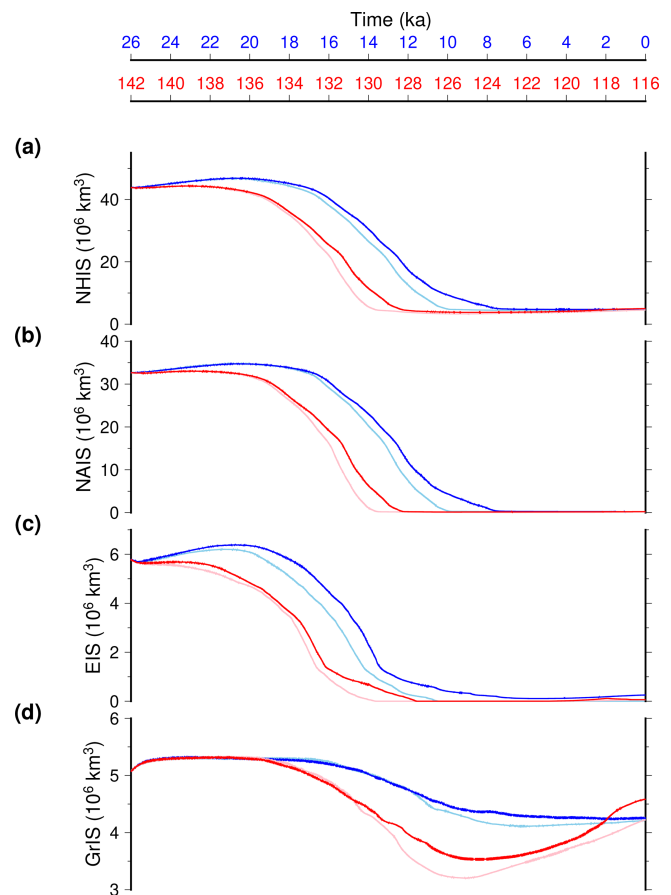 Time (ka)
26 24 22 20 18 16 14 12 10 8 6 4 2 0
142 140 138 136 134 132 130 128 126 124 122 120 118 116
(a)
NHIS (10⁶ km³)
40
20
0
(b)
NAIS (10⁶ km³)
40
30
20
10
0
(c)
EIS (10⁶ km³)
6
4
2
0
(d)
GrIS (10⁶ km³)
6
5
4
3